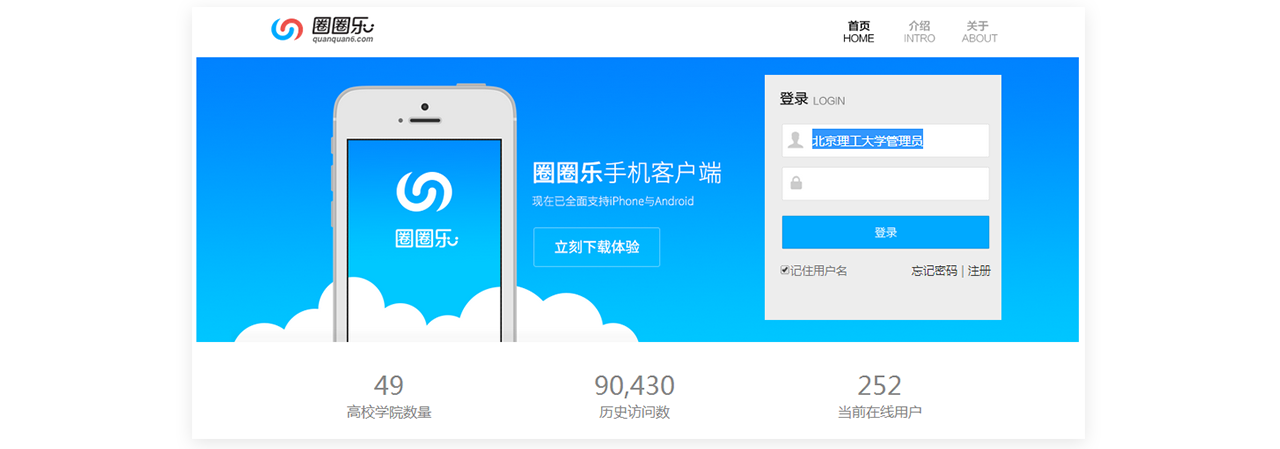 圈圈乐
quanquan6.com
首页
HOME
介绍
INTRO
关于
ABOUT
登录 LOGIN
北京理工大学管理员
圈圈乐手机客户端
现在已全面支持iPhone与Android
立刻下载体验
圈圈乐
登录
记住用户名
忘记密码 | 注册
49
高校学院数量
90,430
历史访问数
252
当前在线用户